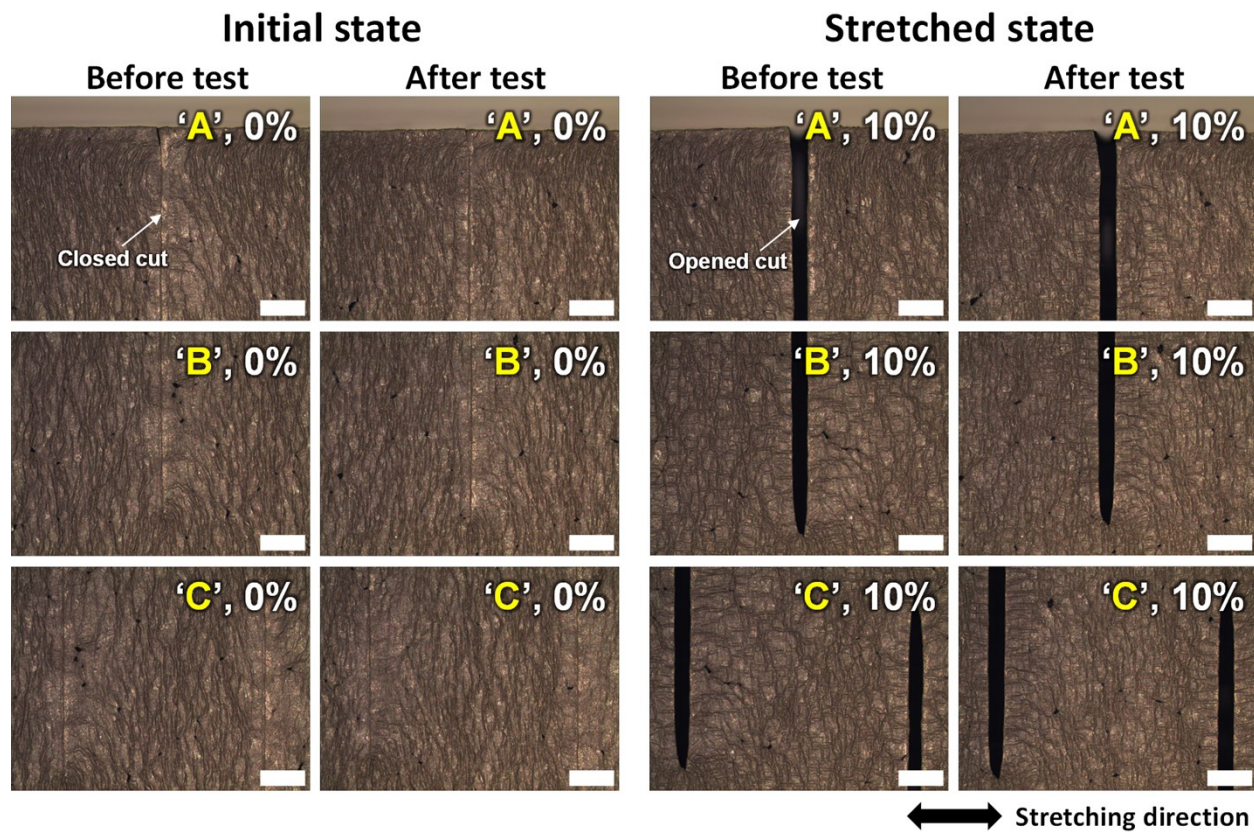 Initial state
Stretched state
Before test
After test
Before test
After test
‘A’, 0%
‘A’, 0%
‘A’, 10%
‘A’, 10%
Closed cut
Opened cut
‘B’, 0%
‘B’, 0%
‘B’, 10%
‘B’, 10%
‘C’, 0%
‘C’, 0%
‘C’, 10%
‘C’, 10%
Stretching direction